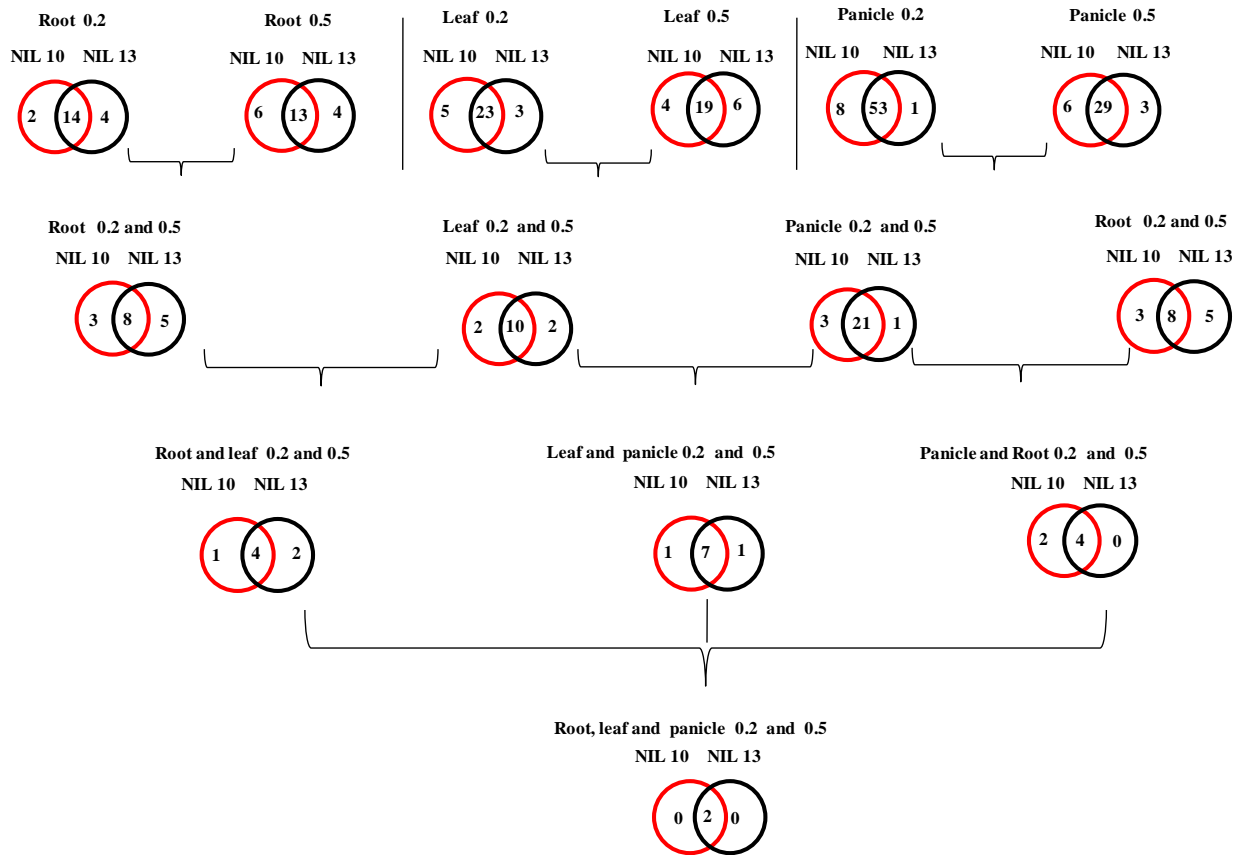 Root 0.2
Root 0.5
Leaf 0.2
Leaf 0.5
Panicle 0.2
Panicle 0.5
NIL 10 NIL 13
NIL 10 NIL 13
NIL 10 NIL 13
NIL 10 NIL 13
NIL 10 NIL 13
NIL 10 NIL 13
2 14 4
6 13 4
5 23 3
4 19 6
8 53 1
6 29 3
Root 0.2 and 0.5
Leaf 0.2 and 0.5
Panicle 0.2 and 0.5
Root 0.2 and 0.5
NIL 10 NIL 13
NIL 10 NIL 13
NIL 10 NIL 13
NIL 10 NIL 13
3 8 5
2 10 2
3 21 1
3 8 5
Root and leaf 0.2 and 0.5
Leaf and panicle 0.2 and 0.5
Panicle and Root 0.2 and 0.5
NIL 10 NIL 13
NIL 10 NIL 13
NIL 10 NIL 13
1 4 2
1 7 1
2 4 0
Root, leaf and panicle 0.2 and 0.5
NIL 10 NIL 13
0 2 0